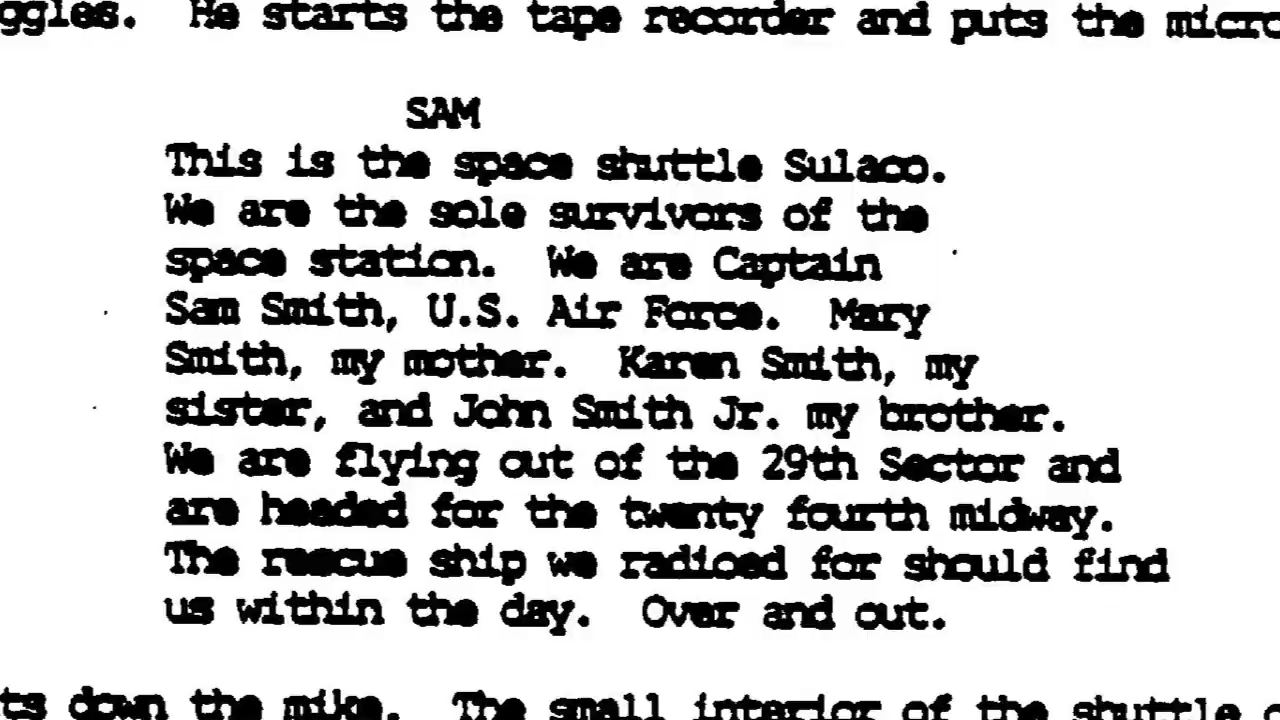 ggles. He starts the tape recorder and puts the micro
SAM
This is the space shuttle Sulaco.
We are the sole survivors of the
space station. We are Captain
Sam Smith, U.S. Air Force. Mary
Smith, my mother. Karen Smith, my
sister, and John Smith Jr. my brother.
We are flying out of the 29th Sector and
are headed for the twenty fourth midway.
The rescue ship we radioed for should find
us within the day. Over and out.
ts down the mike. The small interior of the shuttle